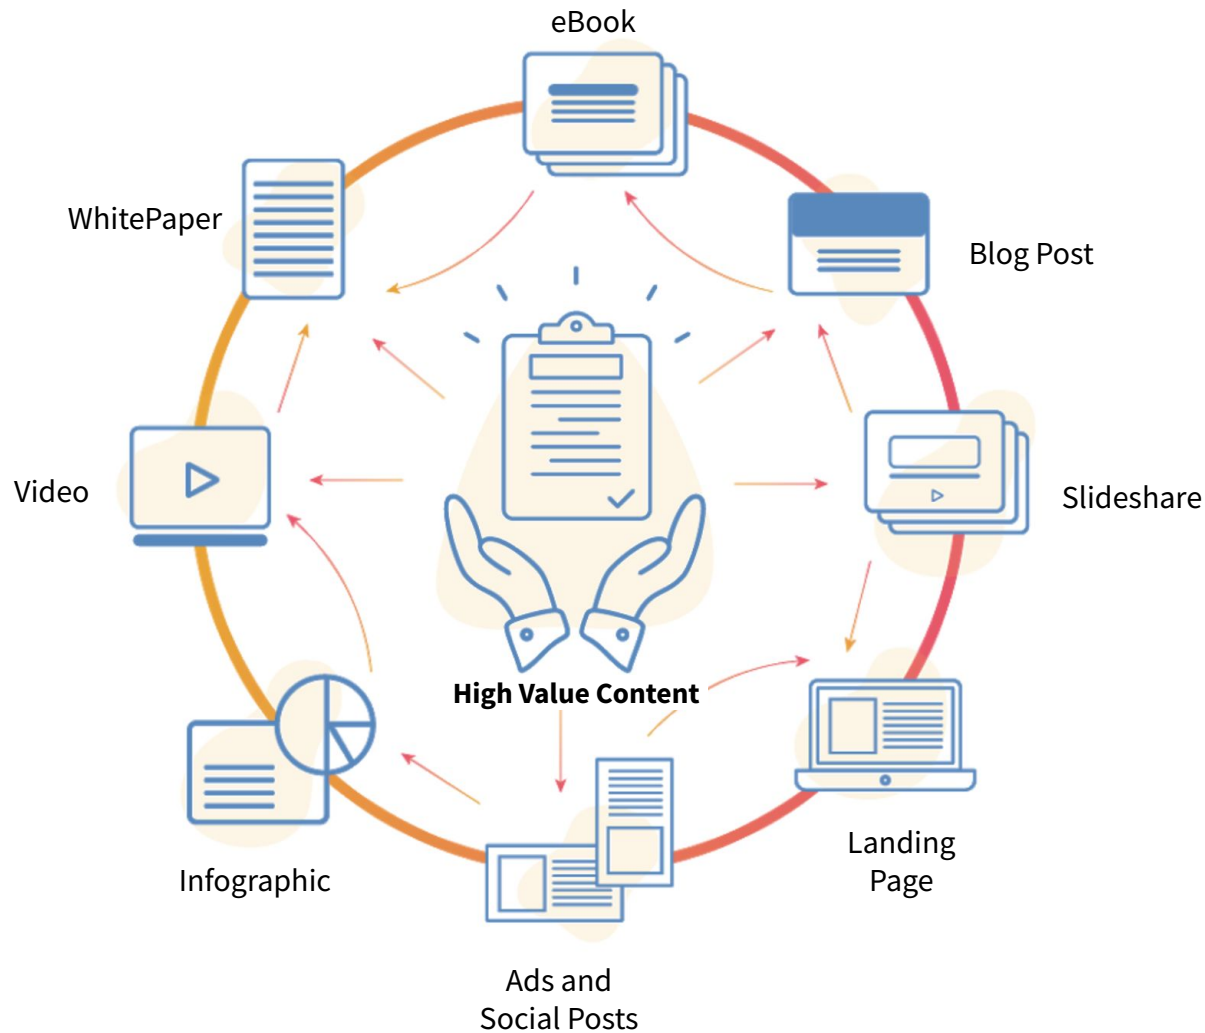 eBook
WhitePaper
Blog Post
Video
Slideshare
High Value Content
Landing
Page
Infographic
Ads and
Social Posts